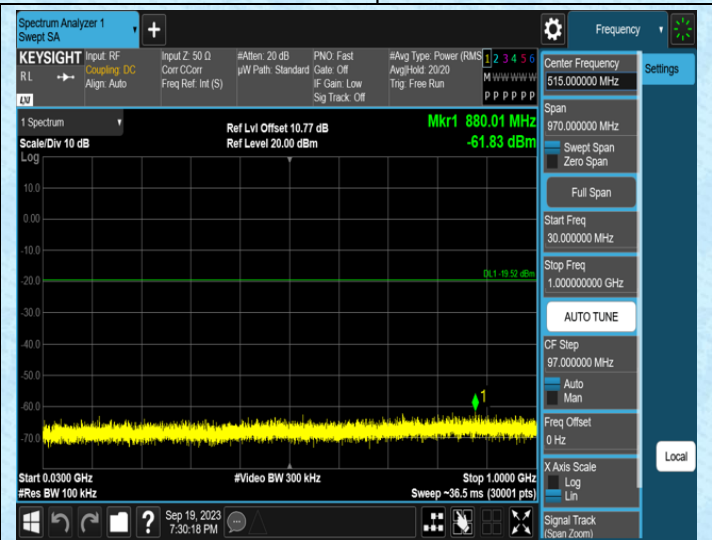 Spectrum Analyzer 1
Swept SA
+
Frequency
KEYSIGHT
RL
LXI
Input: RF
Coupling: DC
Align: Auto
Input Z: 50 Ω
Corr CCorr
Freq Ref: Int (S)
#Atten: 20 dB
µW Path: Standard
PNO: Fast
Gate: Off
IF Gain: Low
Sig Track: Off
#Avg Type: Power (RMS
Avg|Hold: 20/20
Trig: Free Run
1 2 3 4 5 6
M W W W W W
P P P P P P
1 Spectrum
Scale/Div 10 dB
Log
Ref Lvl Offset 10.77 dB
Ref Level 20.00 dBm
Mkr1 880.01 MHz
-61.83 dBm
10.0
0.00
-10.0
-20.0
DL1 -19.52 dBm
-30.0
-40.0
-50.0
-60.0
1
-70.0
Start 0.0300 GHz
#Res BW 100 kHz
#Video BW 300 kHz
Stop 1.0000 GHz
Sweep ~36.5 ms (30001 pts)
?
Sep 19, 2023
7:30:18 PM
Center Frequency
515.000000 MHz
Settings
Span
970.000000 MHz
Swept Span
Zero Span
Full Span
Start Freq
30.000000 MHz
Stop Freq
1.000000000 GHz
AUTO TUNE
CF Step
97.000000 MHz
Auto
Man
Freq Offset
0 Hz
X Axis Scale
Log
Lin
Local
Signal Track
(Span Zoom)